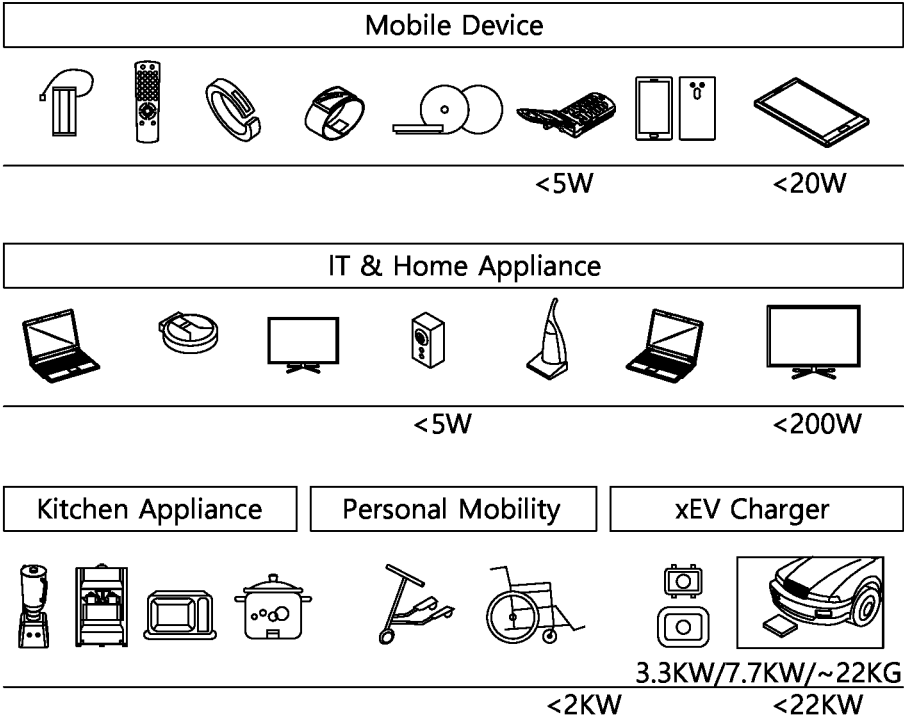 Mobile Device
<5W <20W
IT & Home Appliance
<5W <200W
Kitchen Appliance Personal Mobility xEV Charger
3.3KW/7.7KW/~22KG
<2KW <22KW